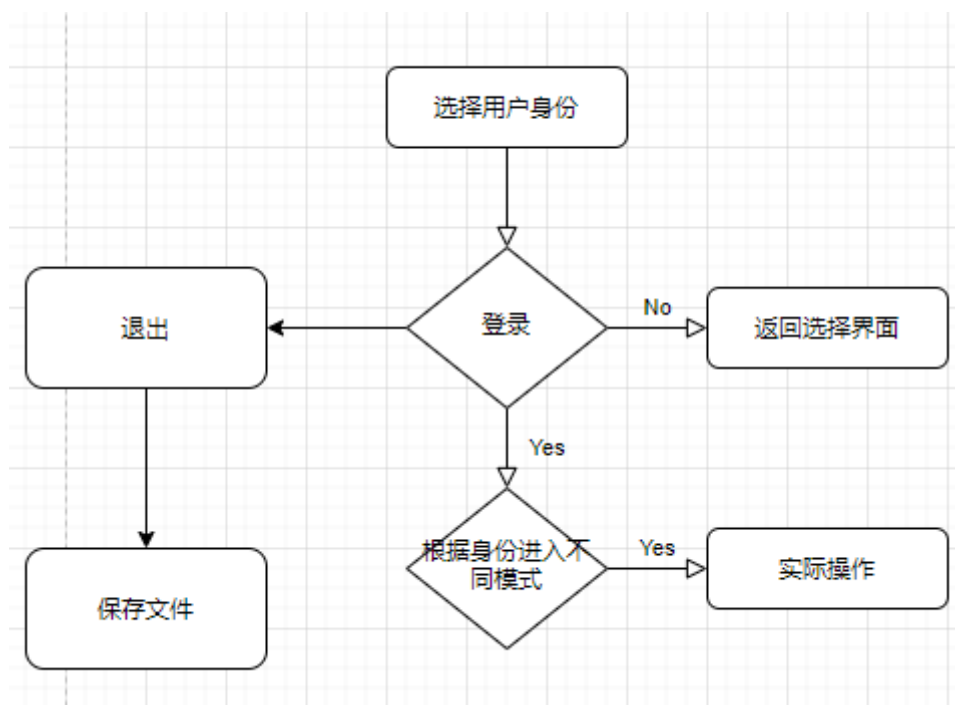 选择用户身份
退出
登录
No
返回选择界面
Yes
根据身份进入不
同模式
Yes
实际操作
保存文件